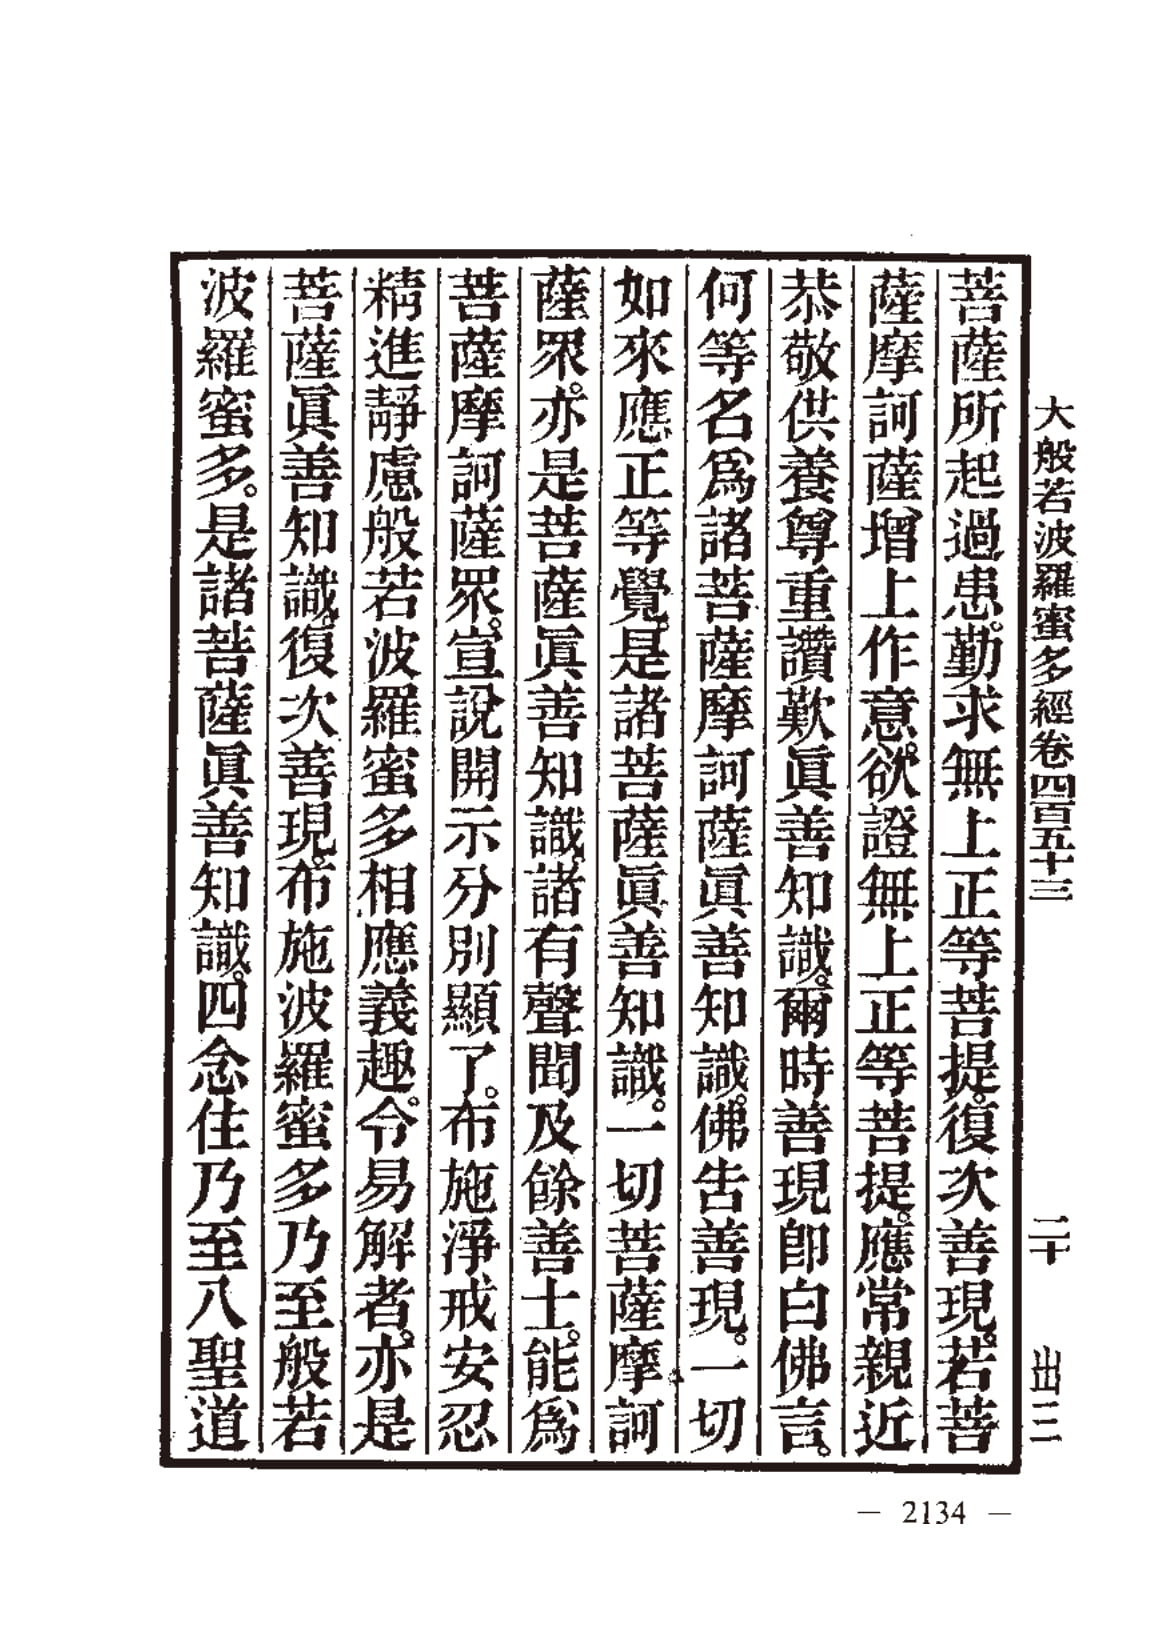 大般若波羅蜜多經卷四百五十三 二十 出三
菩薩所起過患。勤求無上正等菩提。復次善現。若菩
薩摩訶薩增上作意。欲證無上正等菩提。應常親近
恭敬供養尊重讚歎眞善知識。爾時善現卽白佛言。
何等名爲諸菩薩摩訶薩眞善知識。佛告善現。一切
如來應正等覺。是諸菩薩眞善知識。一切菩薩摩訶
薩眾。亦是菩薩眞善知識。諸有聲聞及餘善士。能爲
菩薩摩訶薩眾。宣說開示分別顯了。布施淨戒安忍
精進靜慮般若波羅蜜多相應義趣。令易解者。亦是
菩薩眞善知識。復次善現。布施波羅蜜多乃至般若
波羅蜜多。是諸菩薩眞善知識。四念住乃至八聖道
— 2134 —